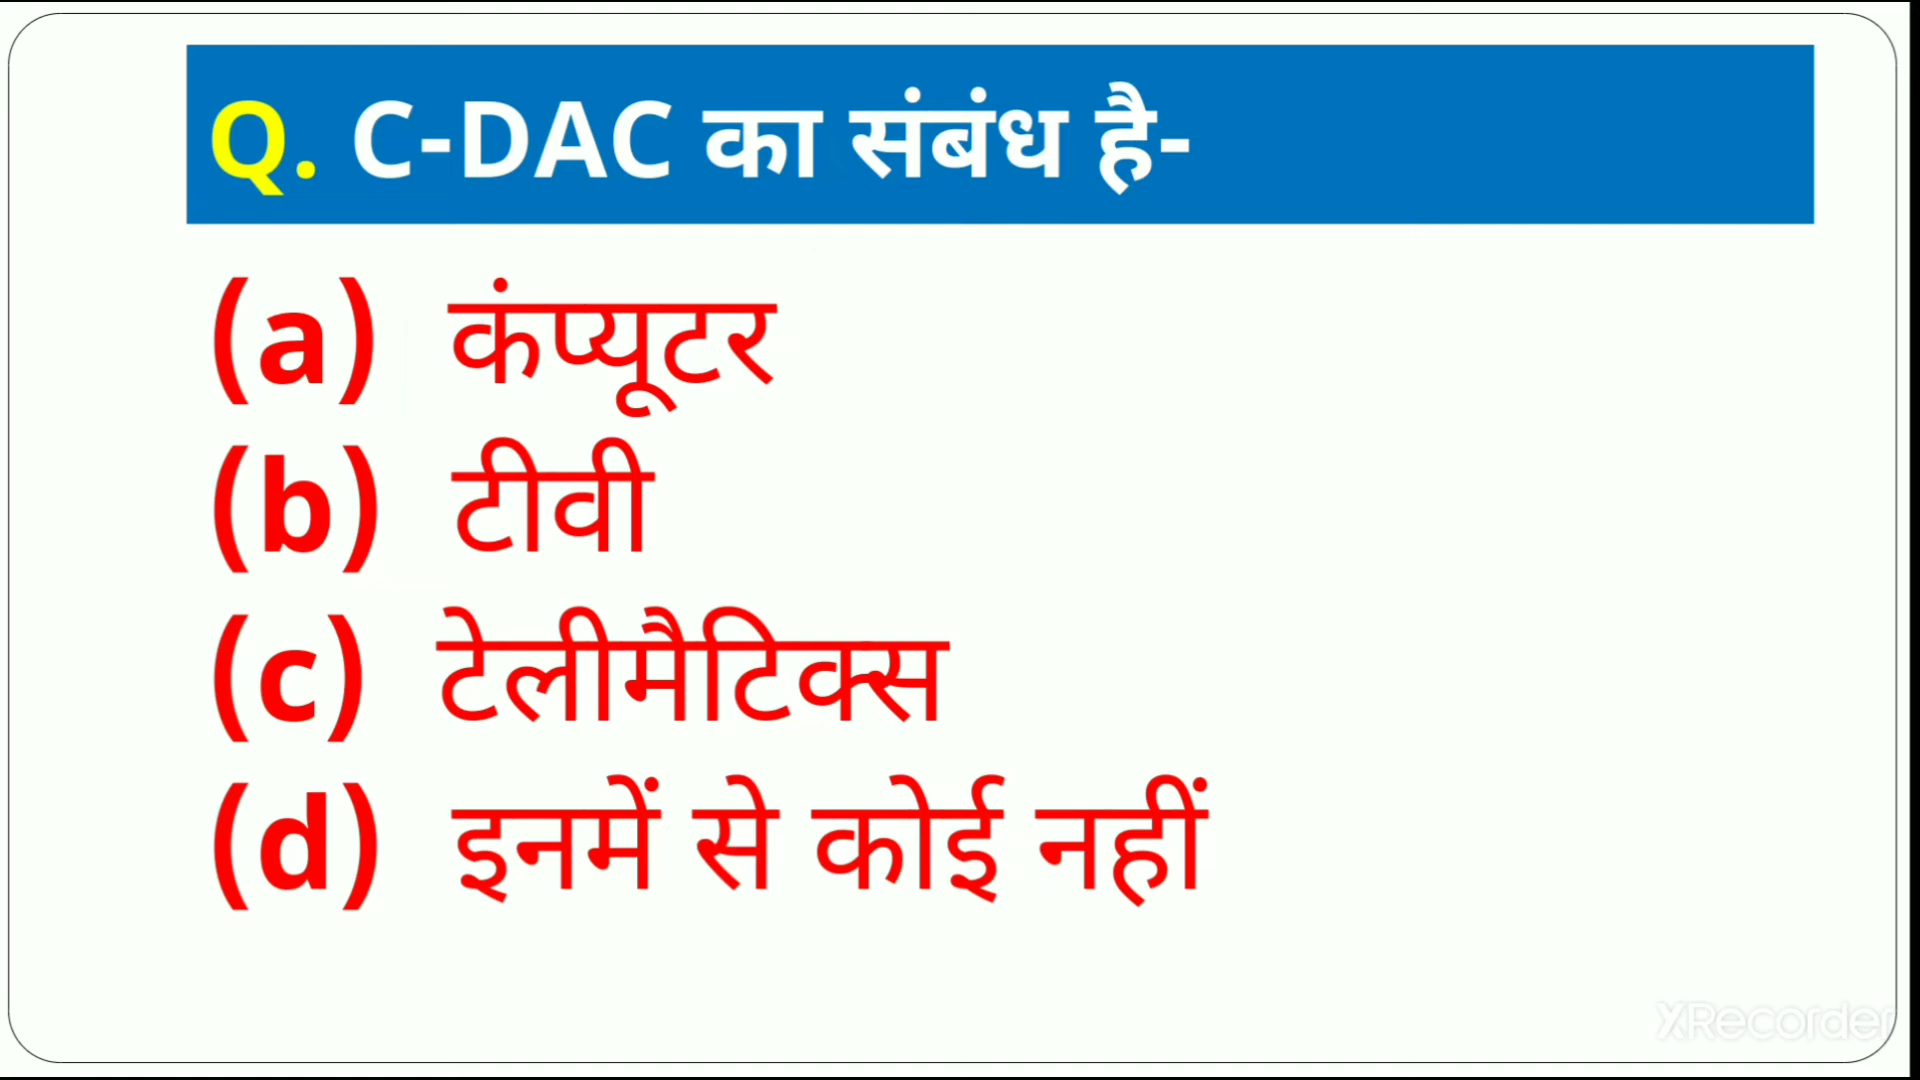 Q. C-DAC का संबंध है-
(a) कंप्यूटर
(b) टीवी
(c) टेलीमैटिक्स
(d) इनमें से कोई नहीं
XRecorder